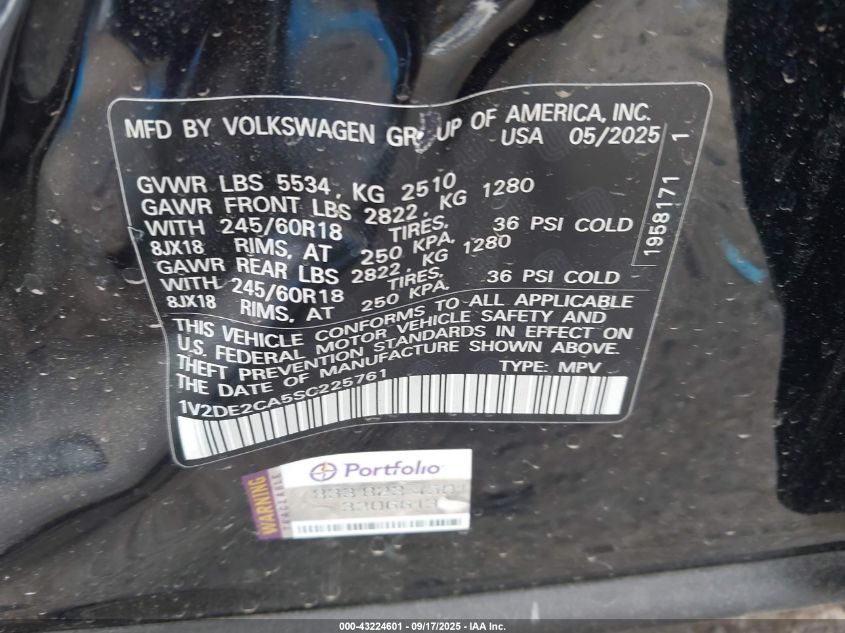 MFD BY VOLKSWAGEN GROUP OF AMERICA, INC.
USA 05/2025
GVWR LBS 5534, KG 2510
GAWR FRONT LBS 2822, KG 1280
WITH 245/60R18 TIRES,
8JX18 RIMS, AT 250 KPA, 36 PSI COLD
GAWR REAR LBS 2822, KG 1280
WITH 245/60R18 TIRES,
8JX18 RIMS, AT 250 KPA, 36 PSI COLD
THIS VEHICLE CONFORMS TO ALL APPLICABLE
U.S. FEDERAL MOTOR VEHICLE SAFETY AND
THEFT PREVENTION STANDARDS IN EFFECT ON
THE DATE OF MANUFACTURE SHOWN ABOVE.
1V2DE2CA5SC225761 TYPE: MPV
1958171 1
WARNING
TRACEABLE
Portfolio
000-43224601 - 09/17/2025 - IAA Inc.